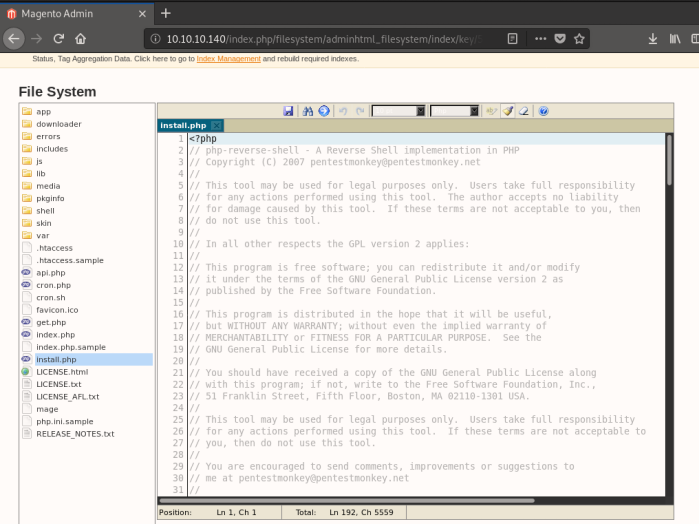 Magento Admin
10.10.10.140/index.php/filesystem/adminhtml_filesystem/index/key/
Status, Tag Aggregation Data. Click here to go to Index Management and rebuild required indexes.
File System
app
downloader
errors
includes
js
lib
media
pkginfo
shell
skin
var
.htaccess
.htaccess.sample
api.php
cron.php
cron.sh
favicon.ico
get.php
index.php
index.php.sample
install.php
LICENSE.html
LICENSE.txt
LICENSE_AFL.txt
mage
php.ini.sample
RELEASE_NOTES.txt
install.php
1 <?php
2 // php-reverse-shell - A Reverse Shell implementation in PHP
3 // Copyright (C) 2007 pentestmonkey@pentestmonkey.net
4 //
5 // This tool may be used for legal purposes only.  Users take full responsibility
6 // for any actions performed using this tool.  The author accepts no liability
7 // for damage caused by this tool.  If these terms are not acceptable to you, then
8 // do not use this tool.
9 //
10 // In all other respects the GPL version 2 applies:
11 //
12 // This program is free software; you can redistribute it and/or modify
13 // it under the terms of the GNU General Public License version 2 as
14 // published by the Free Software Foundation.
15 //
16 // This program is distributed in the hope that it will be useful,
17 // but WITHOUT ANY WARRANTY; without even the implied warranty of
18 // MERCHANTABILITY or FITNESS FOR A PARTICULAR PURPOSE.  See the
19 // GNU General Public License for more details.
20 //
21 // You should have received a copy of the GNU General Public License along
22 // with this program; if not, write to the Free Software Foundation, Inc.,
23 // 51 Franklin Street, Fifth Floor, Boston, MA 02110-1301 USA.
24 //
25 // This tool may be used for legal purposes only.  Users take full responsibility
26 // for any actions performed using this tool.  If these terms are not acceptable to
27 // you, then do not use this tool.
28 //
29 // You are encouraged to send comments, improvements or suggestions to
30 // me at pentestmonkey@pentestmonkey.net
31 //
Position: Ln 1, Ch 1 Total: Ln 192, Ch 5559